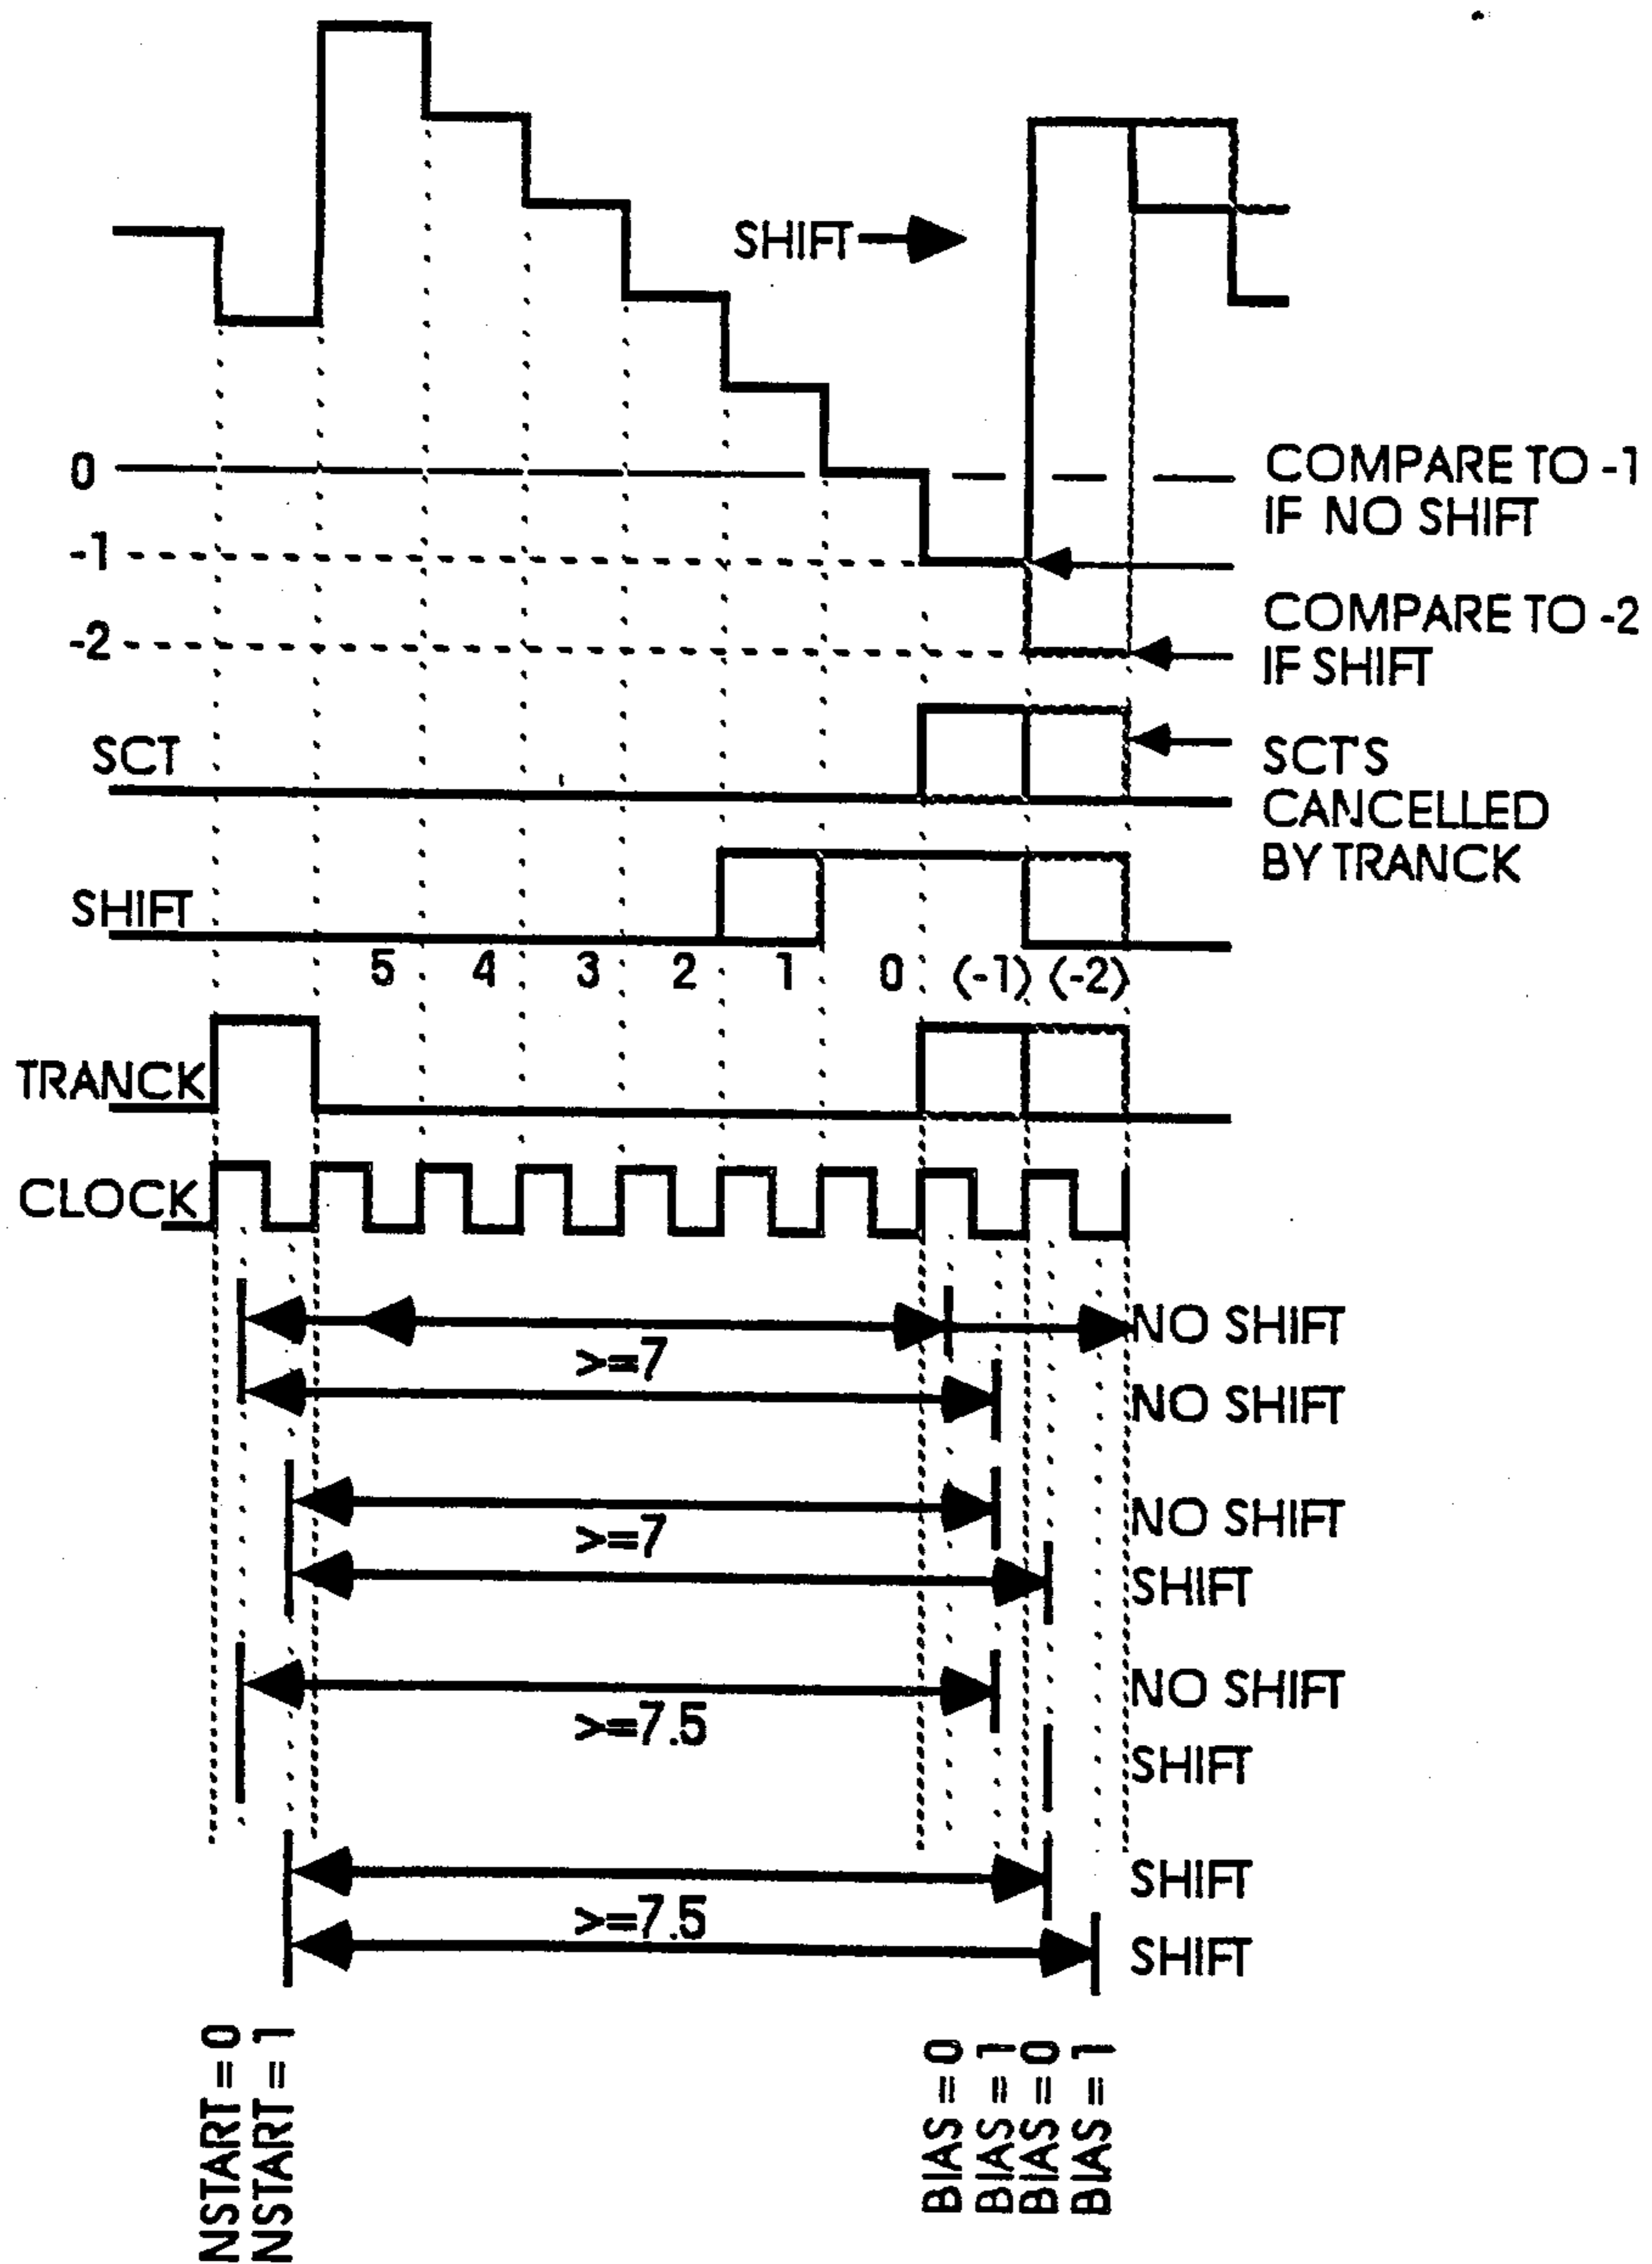 SHIFT
0
COMPARE TO -1
IF NO SHIFT
-1
COMPARE TO -2
IF SHIFT
-2
SCT
SCT'S
CANCELLED
BY TRANCK
SHIFT
5 4 3 2 1 0 (-1) (-2)
TRANCK
CLOCK
NO SHIFT
>=7
NO SHIFT
NO SHIFT
>=7
SHIFT
NO SHIFT
>=7.5
SHIFT
SHIFT
>=7.5
SHIFT
NSTART = 0
NSTART = 1
BIAS = 0
BIAS = 1
BIAS = 0
BIAS = 1